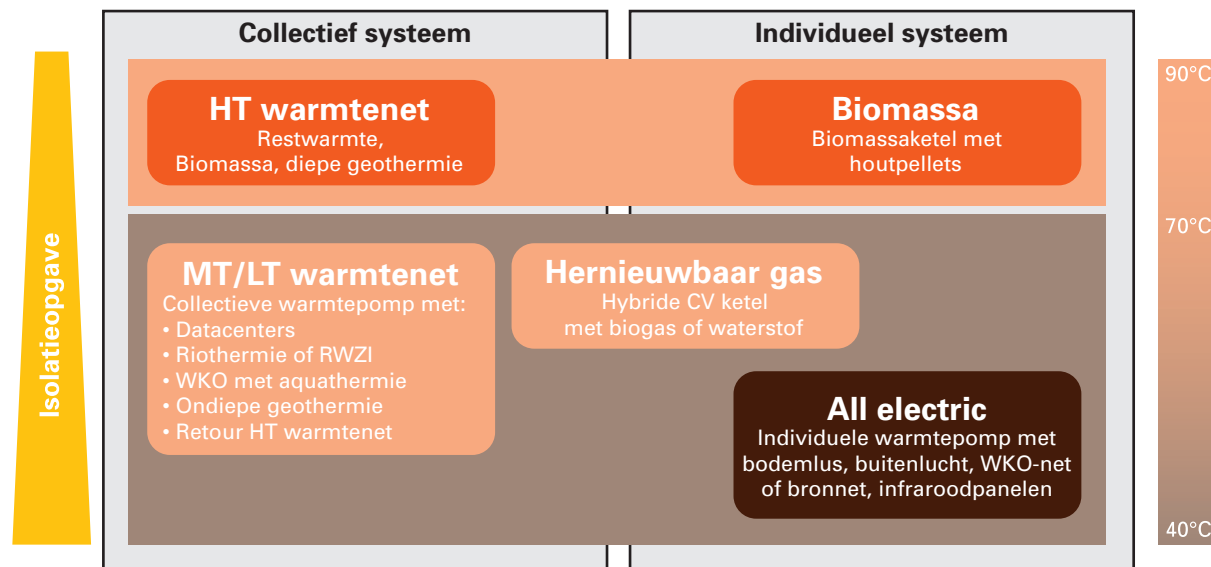 Collectief systeem
Individueel systeem
Isolatieopgave
HT warmtenet
Restwarmte,
Biomassa, diepe geothermie
Biomassa
Biomassaketel met
houtpellets
MT/LT warmtenet
Collectieve warmtepomp met:
• Datacenters
• Riothermie of RWZI
• WKO met aquathermie
• Ondiepe geothermie
• Retour HT warmtenet
Hernieuwbaar gas
Hybride CV ketel
met biogas of waterstof
All electric
Individuele warmtepomp met
bodemlus, buitenlucht, WKO-net
of bronnet, infraroodpanelen
90°C
70°C
40°C